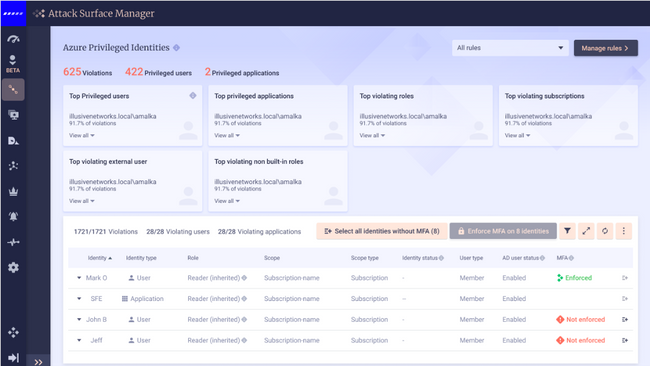 Attack Surface Manager
BETA
Azure Privileged Identities
All rules
Manage rules
625 Violations 422 Privileged users 2 Privileged applications
Top Privileged users
illusivenetworks.local\amalka
91.7% of violations
View all
Top privileged applications
illusivenetworks.local\amalka
91.7% of violations
View all
Top violating roles
illusivenetworks.local\amalka
91.7% of violations
View all
Top violating subscriptions
illusivenetworks.local\amalka
91.7% of violations
View all
Top violating external user
illusivenetworks.local\amalka
91.7% of violations
View all
Top violating non built-in roles
illusivenetworks.local\amalka
91.7% of violations
View all
1721/1721 Violations 28/28 Violating users 28/28 Violating applications
Select all identities without MFA (8)
Enforce MFA on 8 identities
Identity Identity type Role Scope Scope type Identity status User type AD user status MFA
Mark O User Reader (inherited) Subscription-name Subscription - Member Enabled Enforced
SFE Application Reader (inherited) Subscription-name Subscription - Member Enabled
John B User Reader (inherited) Subscription-name Subscription - Member Enabled Not enforced
Jeff User Reader (inherited) Subscription-name Subscription - Member Enabled Not enforced